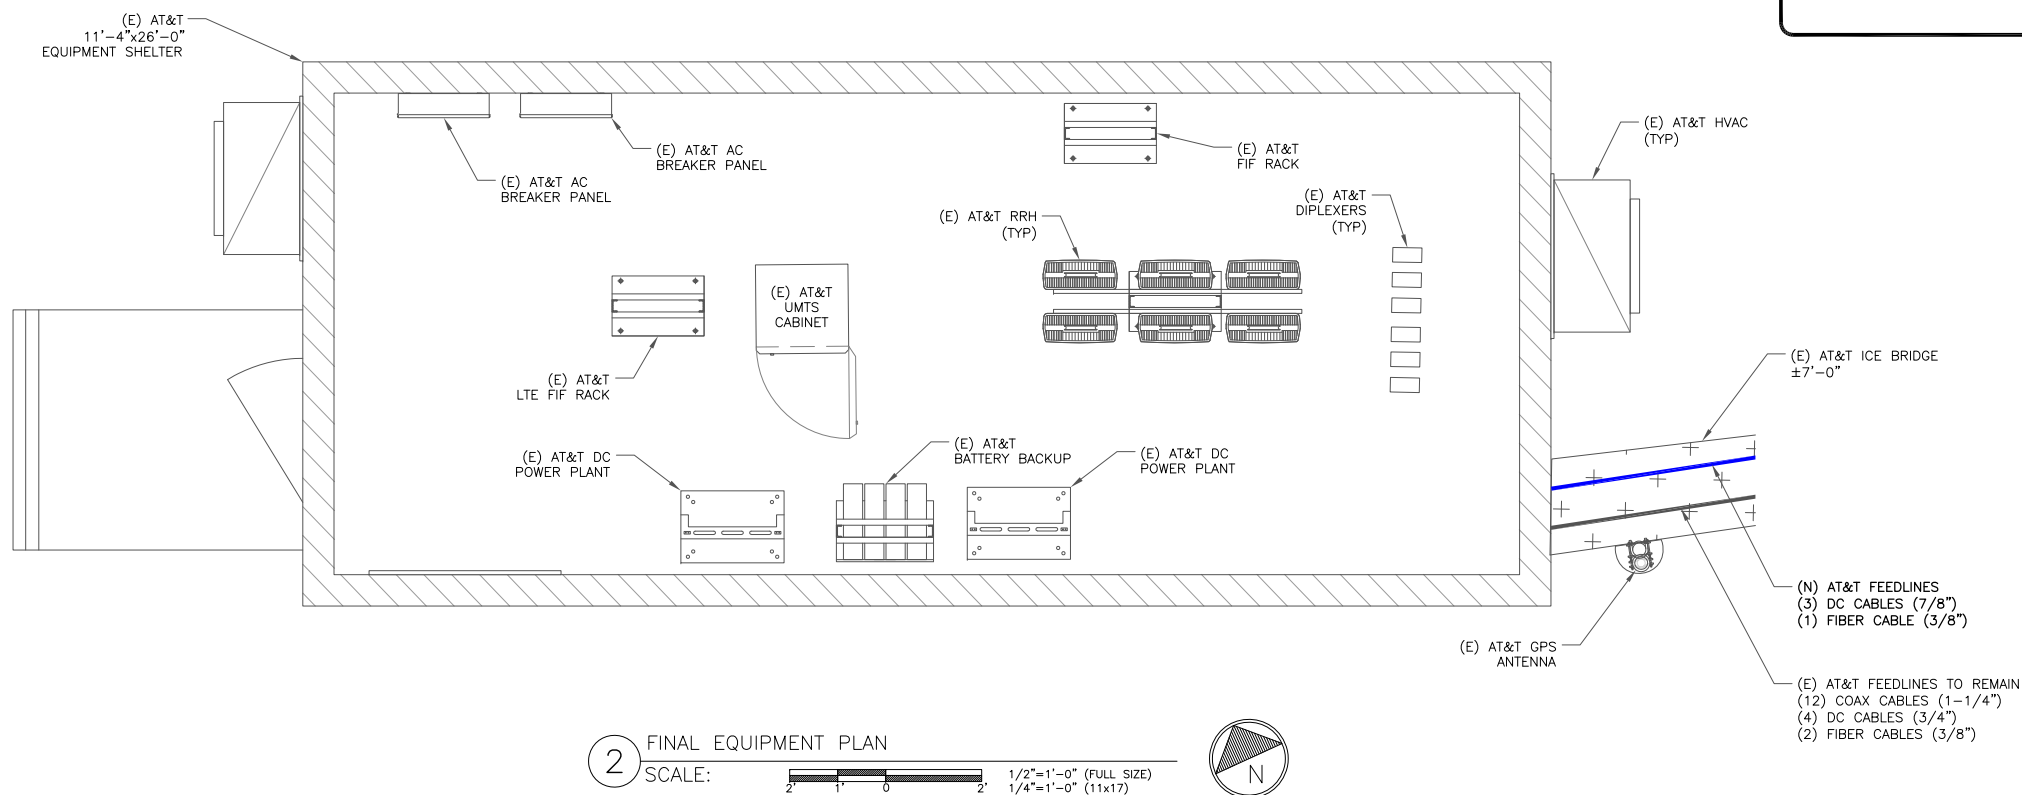 (E) AT&T
11'-4"x26'-0"
EQUIPMENT SHELTER
(E) AT&T AC
BREAKER PANEL
(E) AT&T AC
BREAKER PANEL
(E) AT&T
FIF RACK
(E) AT&T HVAC
(TYP)
(E) AT&T RRH
(TYP)
(E) AT&T
DIPLEXERS
(TYP)
(E) AT&T
UMTS
CABINET
(E) AT&T
LTE FIF RACK
(E) AT&T ICE BRIDGE
±7'-0"
(E) AT&T DC
POWER PLANT
(E) AT&T
BATTERY BACKUP
(E) AT&T DC
POWER PLANT
(N) AT&T FEEDLINES
(3) DC CABLES (7/8")
(1) FIBER CABLE (3/8")
(E) AT&T GPS
ANTENNA
(E) AT&T FEEDLINES TO REMAIN
(12) COAX CABLES (1-1/4")
(4) DC CABLES (3/4")
(2) FIBER CABLES (3/8")
2
FINAL EQUIPMENT PLAN
SCALE:
2' 1' 0 2'
1/2"=1'-0" (FULL SIZE)
1/4"=1'-0" (11x17)
N